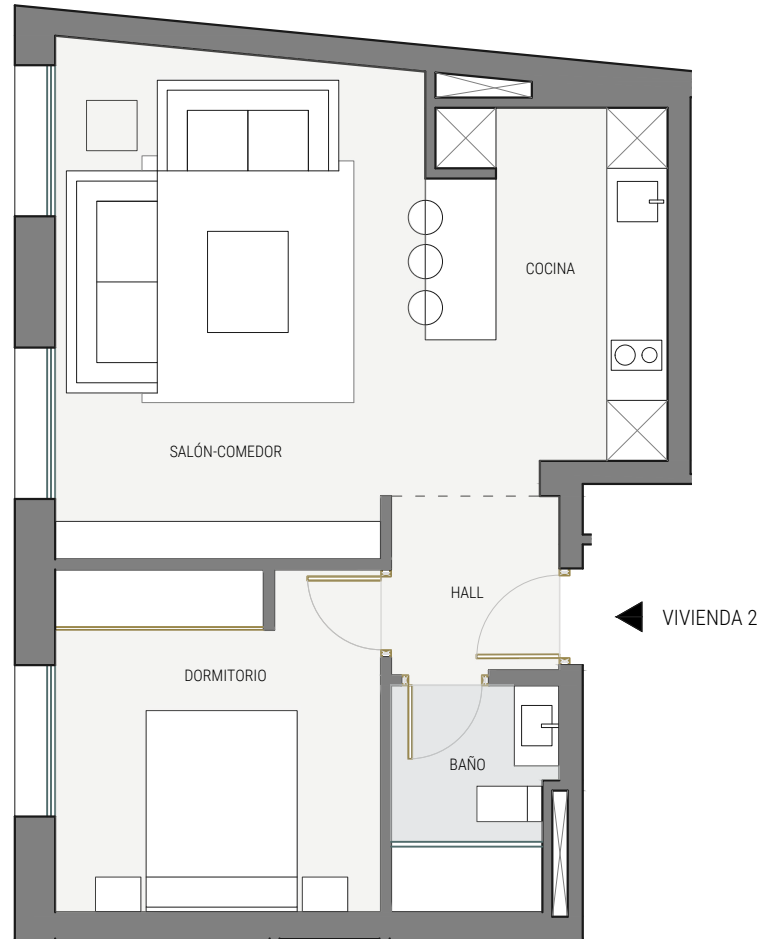 COCINA
SALÓN-COMEDOR
HALL
VIVIENDA 2
DORMITORIO
BAÑO